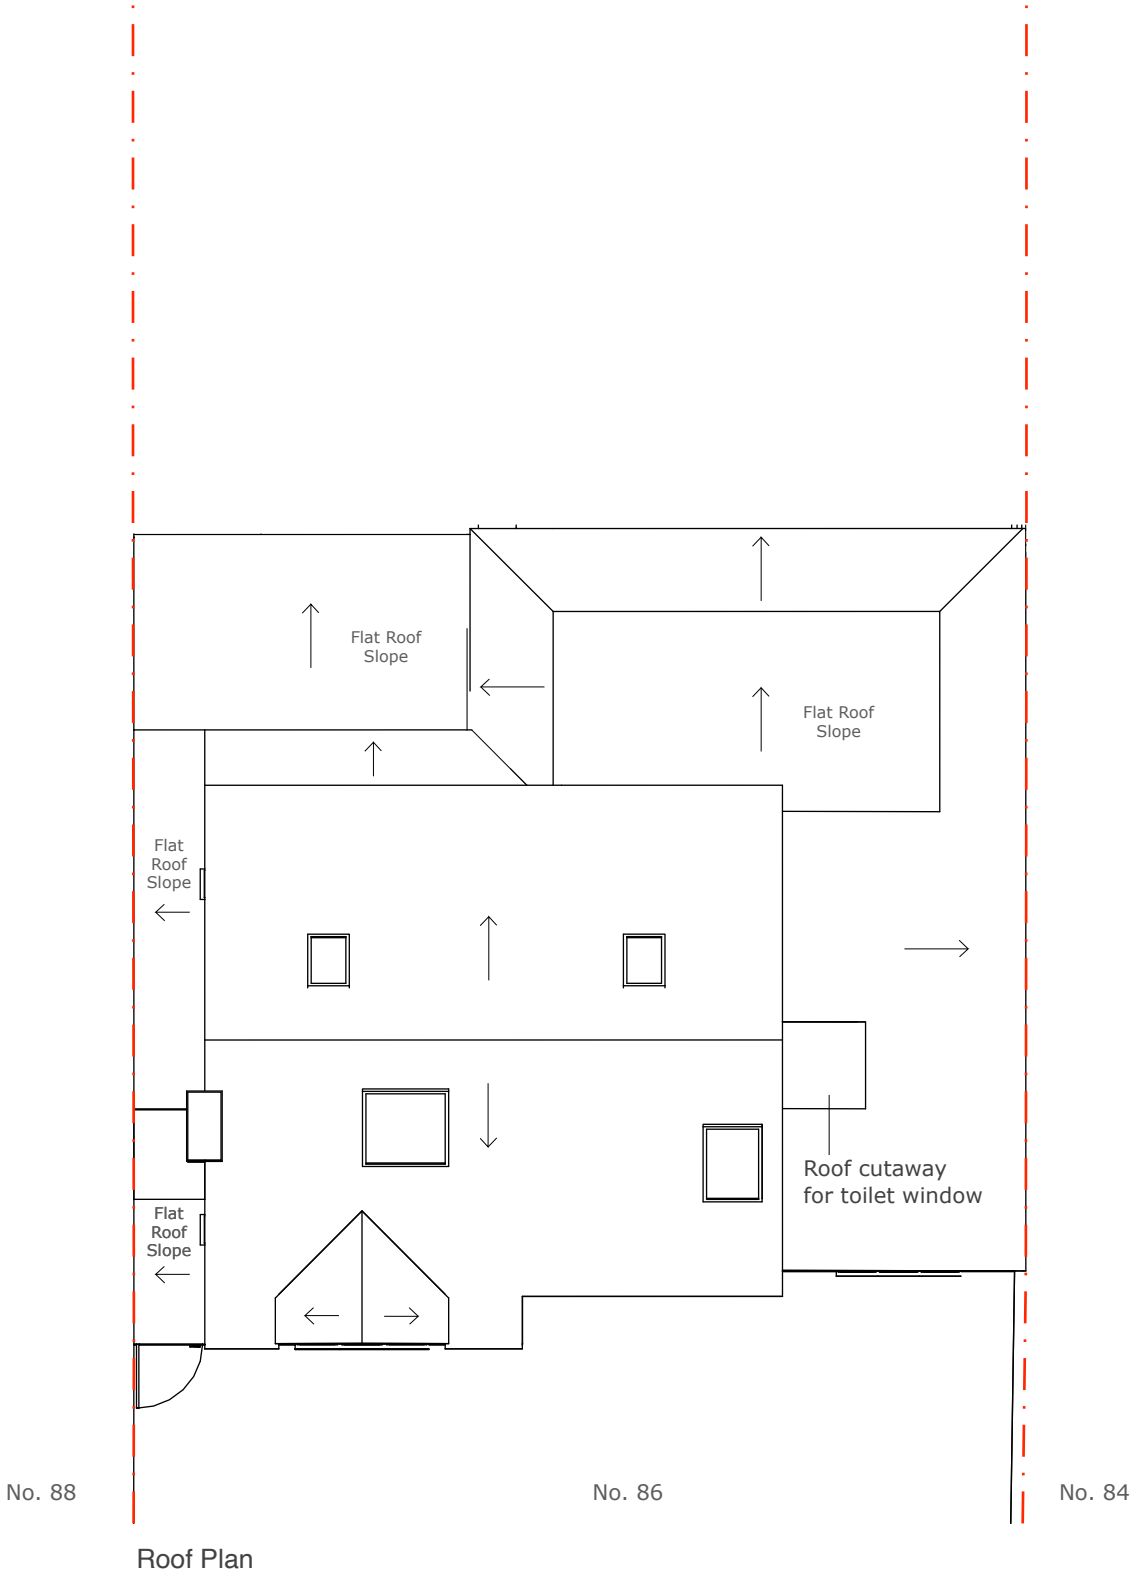 Flat Roof
Slope
Flat Roof
Slope
Flat
Roof
Slope
Roof cutaway
for toilet window
Flat
Roof
Slope
No. 88
No. 86
No. 84
Roof Plan